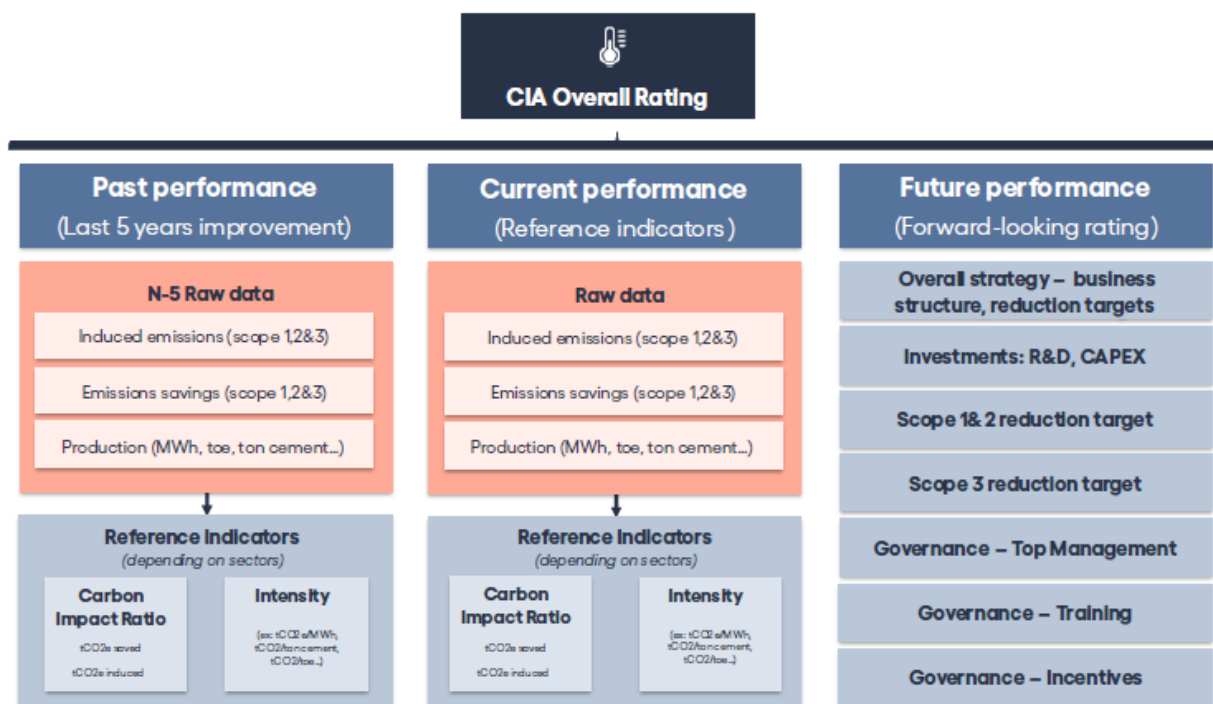 CIA Overall Rating
Past performance
(Last 5 years improvement)
N-5 Raw data
Induced emissions (scope 1,2&3)
Emissions savings (scope 1,2&3)
Production (MWh, toe, ton cement...)
Reference Indicators
(depending on sectors)
Carbon
Impact Ratio
tCO2e saved
tCO2e induced
Intensity
(ex: tCO2e/MWh,
tCO2/ton cement,
tCO2/toe...)
Current performance
(Reference indicators )
Raw data
Induced emissions (scope 1,2&3)
Emissions savings (scope 1,2&3)
Production (MWh, toe, ton cement...)
Reference Indicators
(depending on sectors)
Carbon
Impact Ratio
tCO2e saved
tCO2e induced
Intensity
(ex: tCO2e/MWh,
tCO2/ton cement,
tCO2/toe...)
Future performance
(Forward-looking rating)
Overall strategy – business
structure, reduction targets
Investments: R&D, CAPEX
Scope 1& 2 reduction target
Scope 3 reduction target
Governance – Top Management
Governance – Training
Governance – Incentives